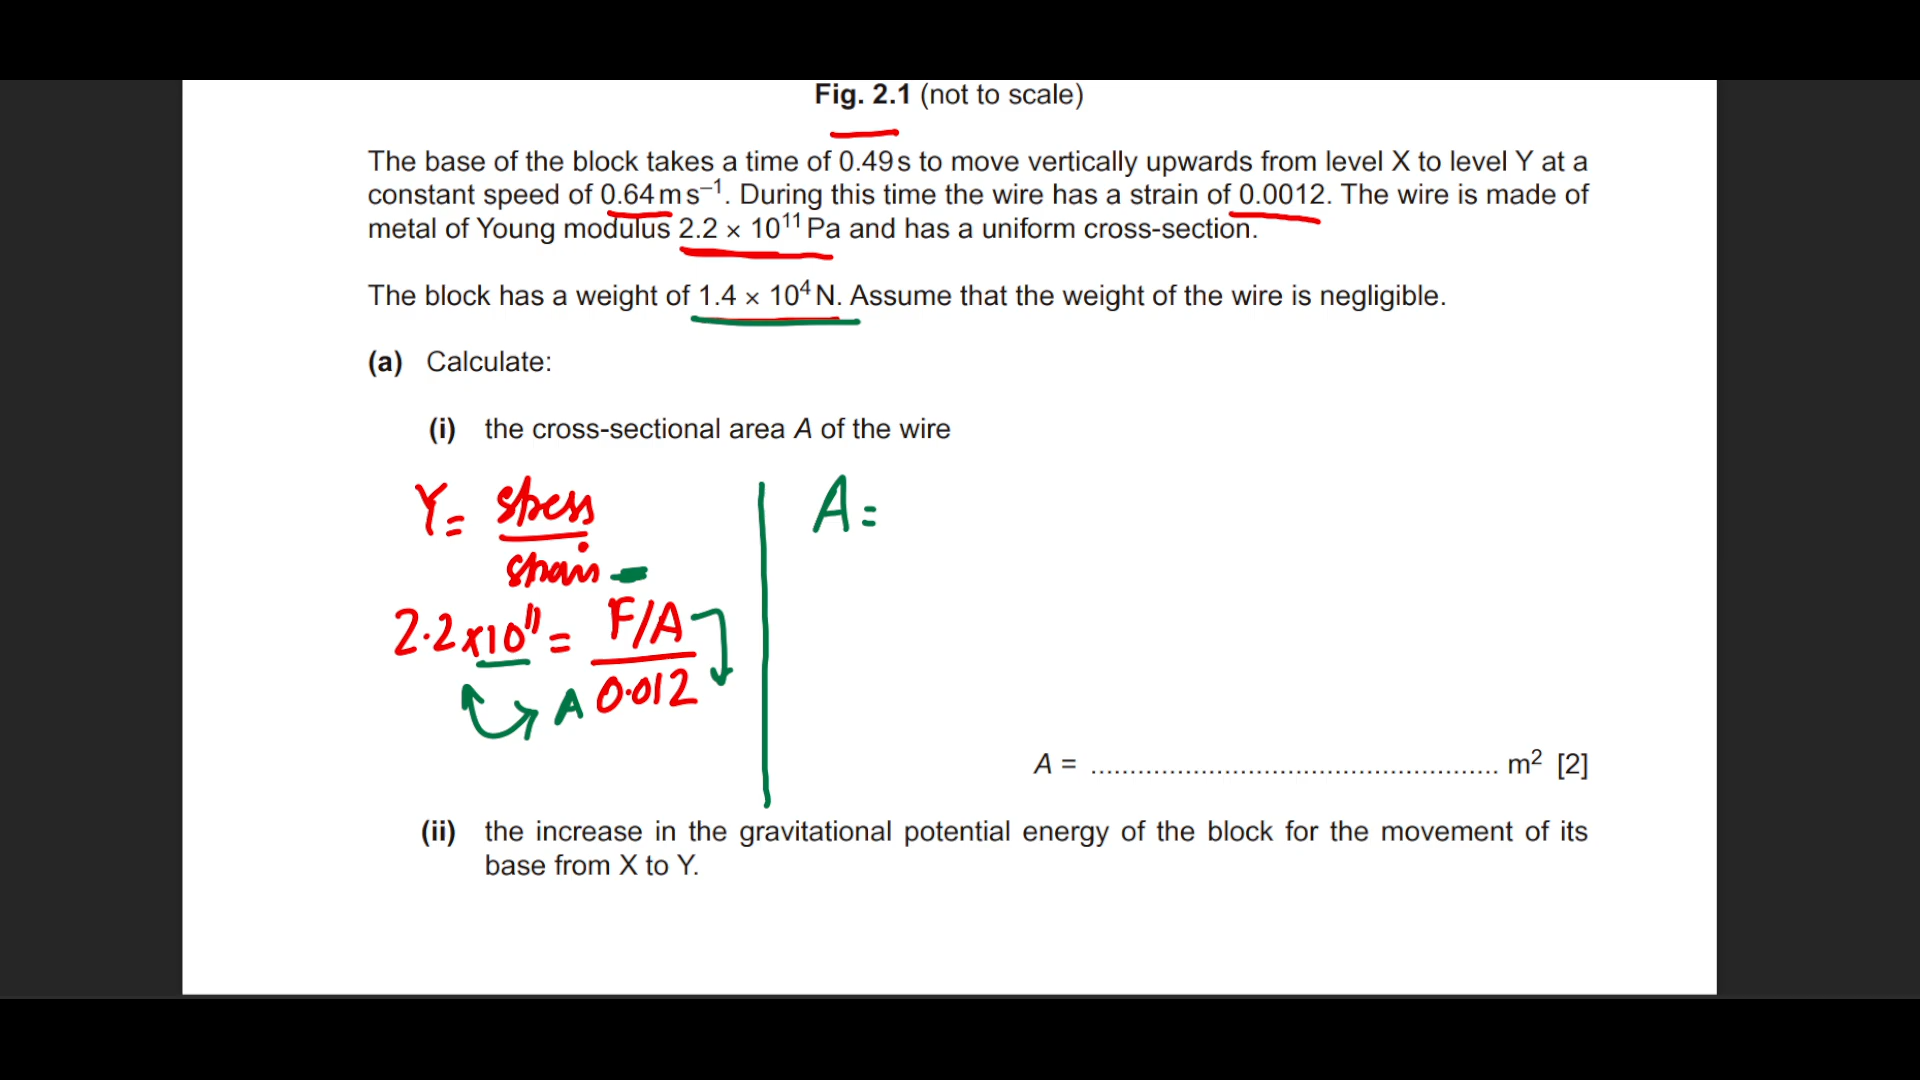 Fig. 2.1 (not to scale)
The base of the block takes a time of 0.49 s to move vertically upwards from level X to level Y at a
constant speed of 0.64 m s⁻¹. During this time the wire has a strain of 0.0012. The wire is made of
metal of Young modulus 2.2 × 10¹¹ Pa and has a uniform cross-section.
The block has a weight of 1.4 × 10⁴ N. Assume that the weight of the wire is negligible.
(a) Calculate:
(i) the cross-sectional area A of the wire
Y = stress
strain
2.2 × 10¹¹ = F/A
A 0.012
A =
A = .................................................... m² [2]
(ii) the increase in the gravitational potential energy of the block for the movement of its
base from X to Y.